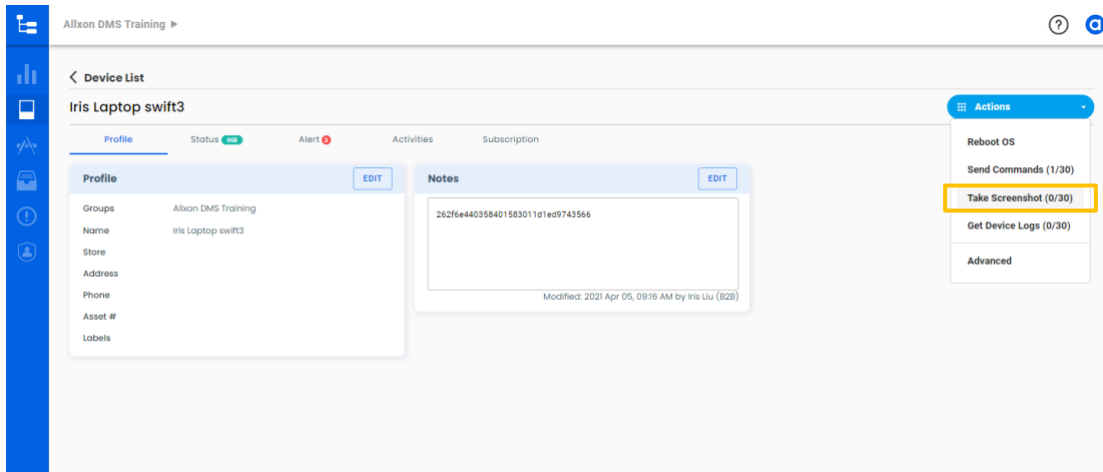 Allxon DMS Training ▶
Device List
Iris Laptop swift3
Actions
Profile
Status
Alert
Activities
Subscription
Reboot OS
Send Commands (1/30)
Take Screenshot (0/30)
Get Device Logs (0/30)
Advanced
Profile
EDIT
Groups Allxon DMS Training
Name Iris Laptop swift3
Store
Address
Phone
Asset #
Labels
Notes
EDIT
262f6e440358401583011d1ed9743566
Modified: 2021 Apr 05, 09:16 AM by Iris Liu (B2B)